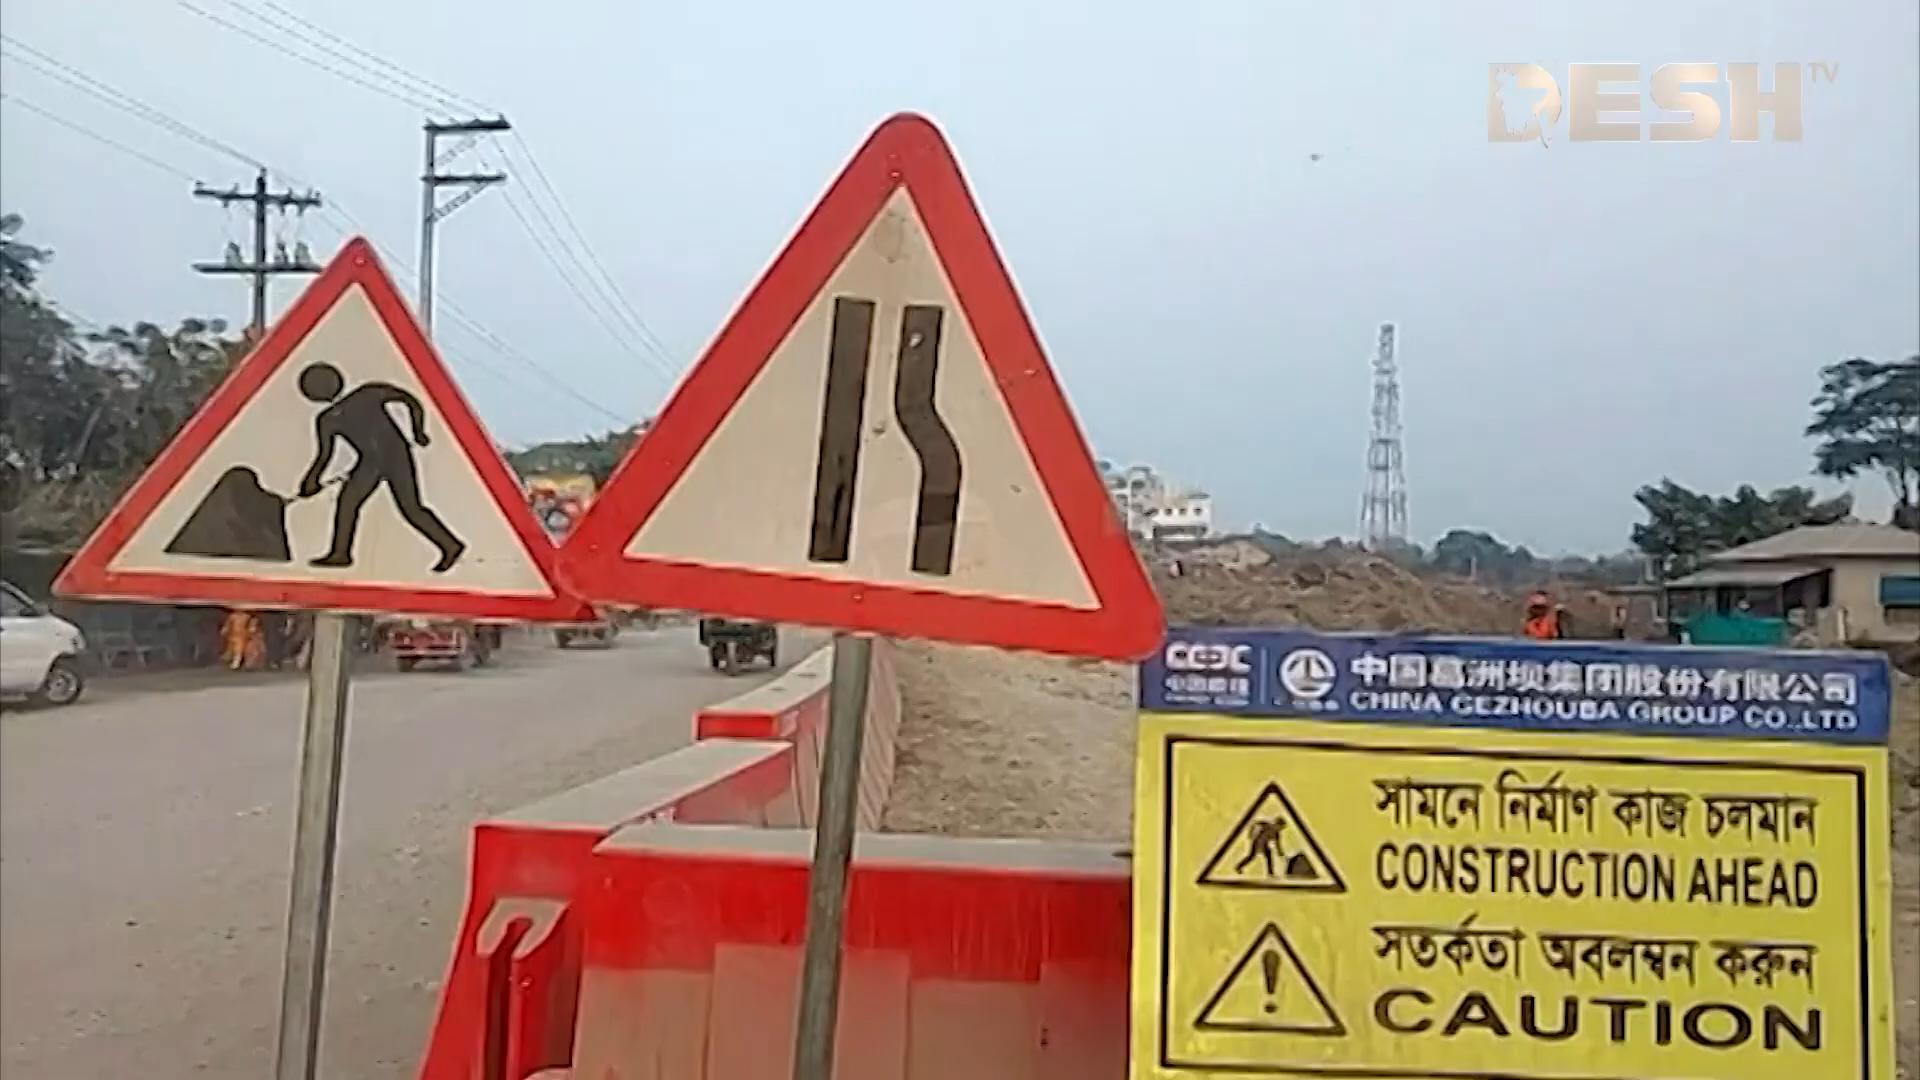 DESH TV
中国葛洲坝集团股份有限公司
CHINA GEZHOUBA GROUP CO.,LTD
সামনে নির্মাণ কাজ চলমান
CONSTRUCTION AHEAD
সতর্কতা অবলম্বন করুন
CAUTION